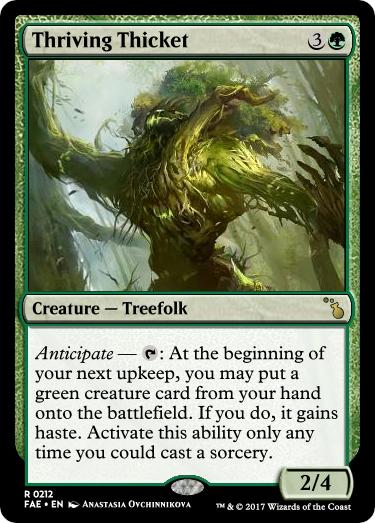 Thriving Thicket 3
Creature — Treefolk
Anticipate — : At the beginning of
your next upkeep, you may put a
green creature card from your hand
onto the battlefield. If you do, it gains
haste. Activate this ability only any
time you could cast a sorcery.
2/4
R 0212
FAE • EN Anastasia Ovchinnikova
™ & © 2017 Wizards of the Coast